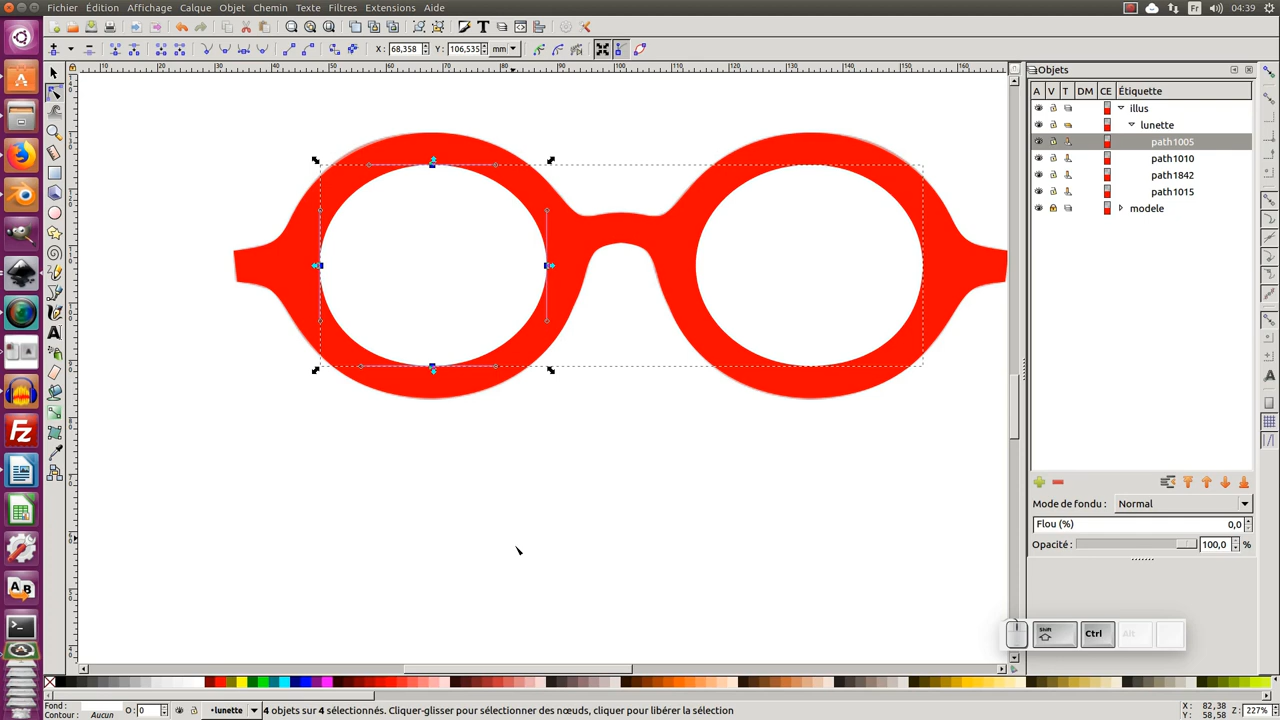 Fichier Édition Affichage Calque Objet Chemin Texte Filtres Extensions Aide
Fr 04:39
X : 68,358 Y : 106,535 mm
Objets
A V T DM CE Étiquette
illus
lunette
path1005
path1010
path1842
path1015
modele
Mode de fondu : Normal
Flou (%) 0,0
Opacité : 100,0 %
Shift Ctrl Alt
Fond :
Contour : Aucun
O: 0
•lunette
4 objets sur 4 sélectionnés. Cliquer-glisser pour sélectionner des nœuds, cliquer pour libérer la sélection
X : 82,38
Y : 58,58
Z : 227%